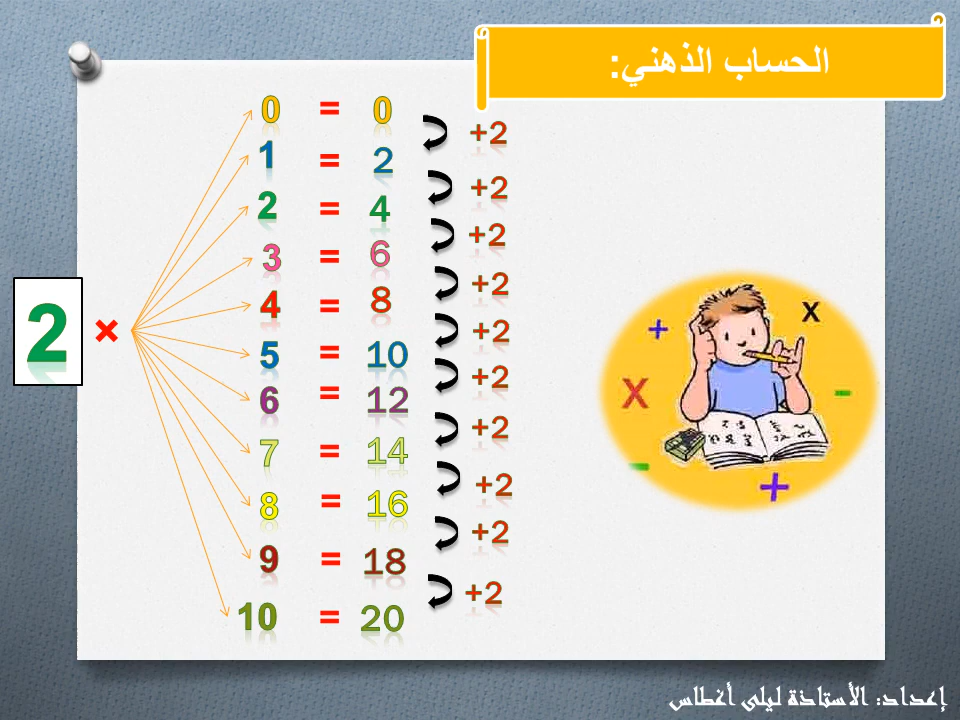 الحساب الذهني:
0 = 0
+2
1 = 2
+2
2 = 4
+2
3 = 6
+2
2 × 4 = 8
+2
5 = 10
+2
6 = 12
+2
7 = 14
+2
8 = 16
+2
9 = 18
+2
10 = 20
+ x
X -
- +
إعداد: الأستاذة ليلى أغطاس